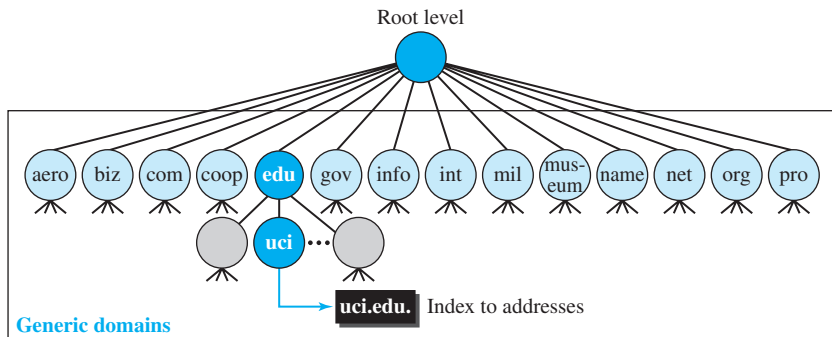 Root level
aero biz com coop edu gov info int mil mus-eum name net org pro
uci
uci.edu. Index to addresses
Generic domains